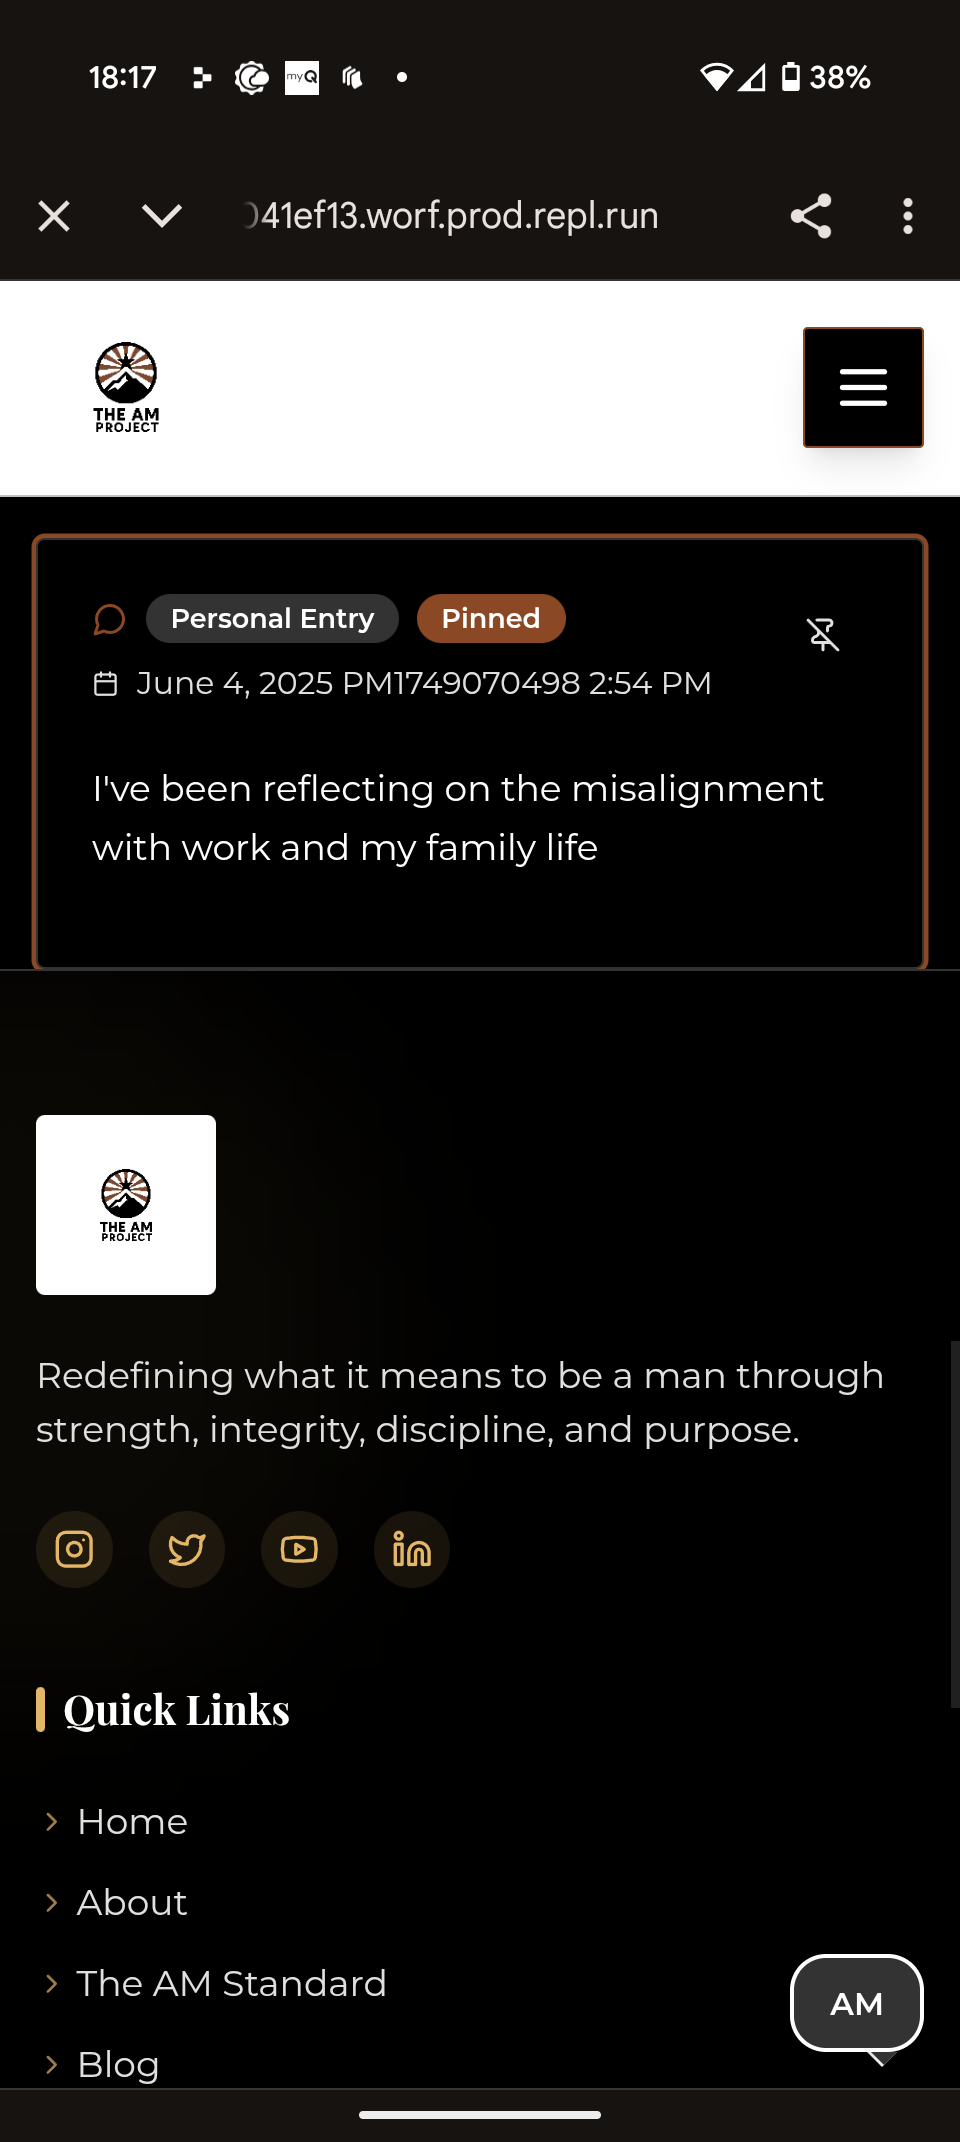 18:17
myQ
38%
041ef13.worf.prod.repl.run
THE AM
PROJECT
Personal Entry
Pinned
June 4, 2025 PM1749070498 2:54 PM
I've been reflecting on the misalignment
with work and my family life
THE AM
PROJECT
Redefining what it means to be a man through
strength, integrity, discipline, and purpose.
Quick Links
Home
About
The AM Standard
Blog
AM